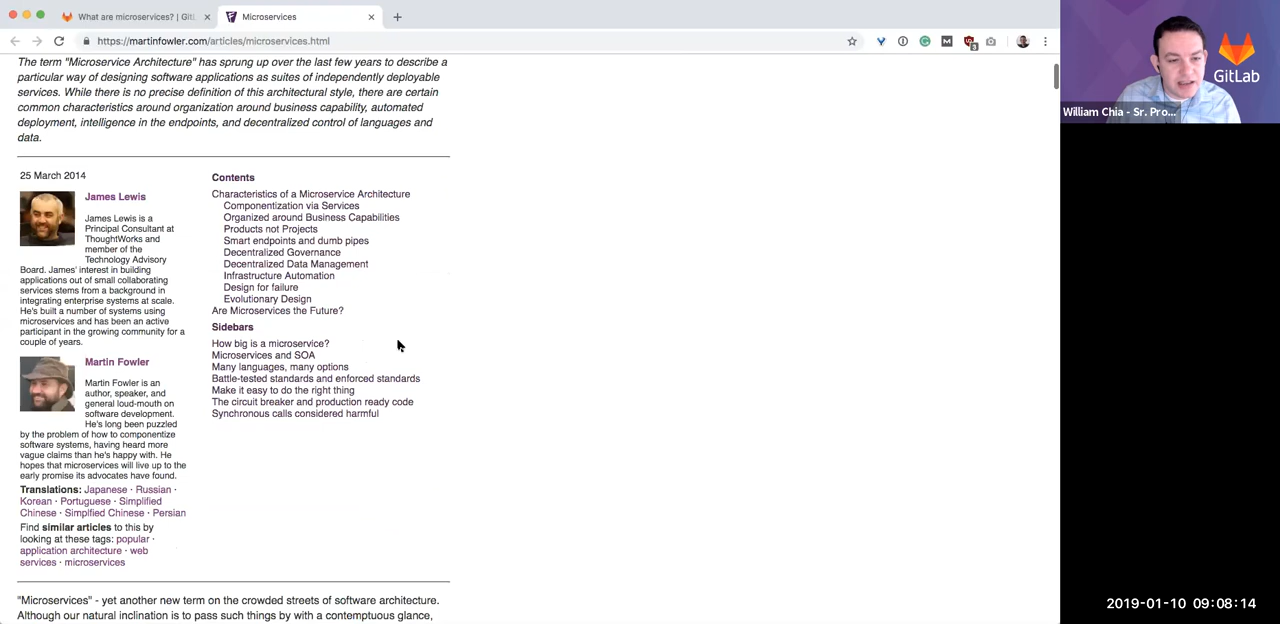 What are microservices? | GitL
Microservices
https://martinfowler.com/articles/microservices.html
The term "Microservice Architecture" has sprung up over the last few years to describe a
particular way of designing software applications as suites of independently deployable
services. While there is no precise definition of this architectural style, there are certain
common characteristics around organization around business capability, automated
deployment, intelligence in the endpoints, and decentralized control of languages and
data.
25 March 2014
James Lewis
James Lewis is a
Principal Consultant at
ThoughtWorks and
member of the
Technology Advisory
Board. James' interest in building
applications out of small collaborating
services stems from a background in
integrating enterprise systems at scale.
He's built a number of systems using
microservices and has been an active
participant in the growing community for a
couple of years.
Martin Fowler
Martin Fowler is an
author, speaker, and
general loud-mouth on
software development.
He's long been puzzled
by the problem of how to componentize
software systems, having heard more
vague claims than he's happy with. He
hopes that microservices will live up to the
early promise its advocates have found.
Translations: Japanese · Russian ·
Korean · Portuguese · Simplified
Chinese · Simplfied Chinese · Persian
Find similar articles to this by
looking at these tags: popular ·
application architecture · web
services · microservices
Contents
Characteristics of a Microservice Architecture
Componentization via Services
Organized around Business Capabilities
Products not Projects
Smart endpoints and dumb pipes
Decentralized Governance
Decentralized Data Management
Infrastructure Automation
Design for failure
Evolutionary Design
Are Microservices the Future?
Sidebars
How big is a microservice?
Microservices and SOA
Many languages, many options
Battle-tested standards and enforced standards
Make it easy to do the right thing
The circuit breaker and production ready code
Synchronous calls considered harmful
"Microservices" - yet another new term on the crowded streets of software architecture.
Although our natural inclination is to pass such things by with a contemptuous glance,
GitLab
William Chia - Sr. Pro...
2019-01-10 09:08:14